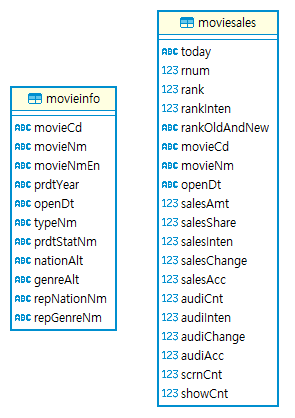 movieinfo
ABC movieCd
ABC movieNm
ABC movieNmEn
ABC prdtYear
ABC openDt
ABC typeNm
ABC prdtStatNm
ABC nationAlt
ABC genreAlt
ABC repNationNm
ABC repGenreNm
moviesales
ABC today
123 rnum
123 rank
123 rankInten
ABC rankOldAndNew
ABC movieCd
ABC movieNm
ABC openDt
123 salesAmt
123 salesShare
123 salesInten
123 salesChange
123 salesAcc
123 audiCnt
123 audiInten
123 audiChange
123 audiAcc
123 scrnCnt
123 showCnt